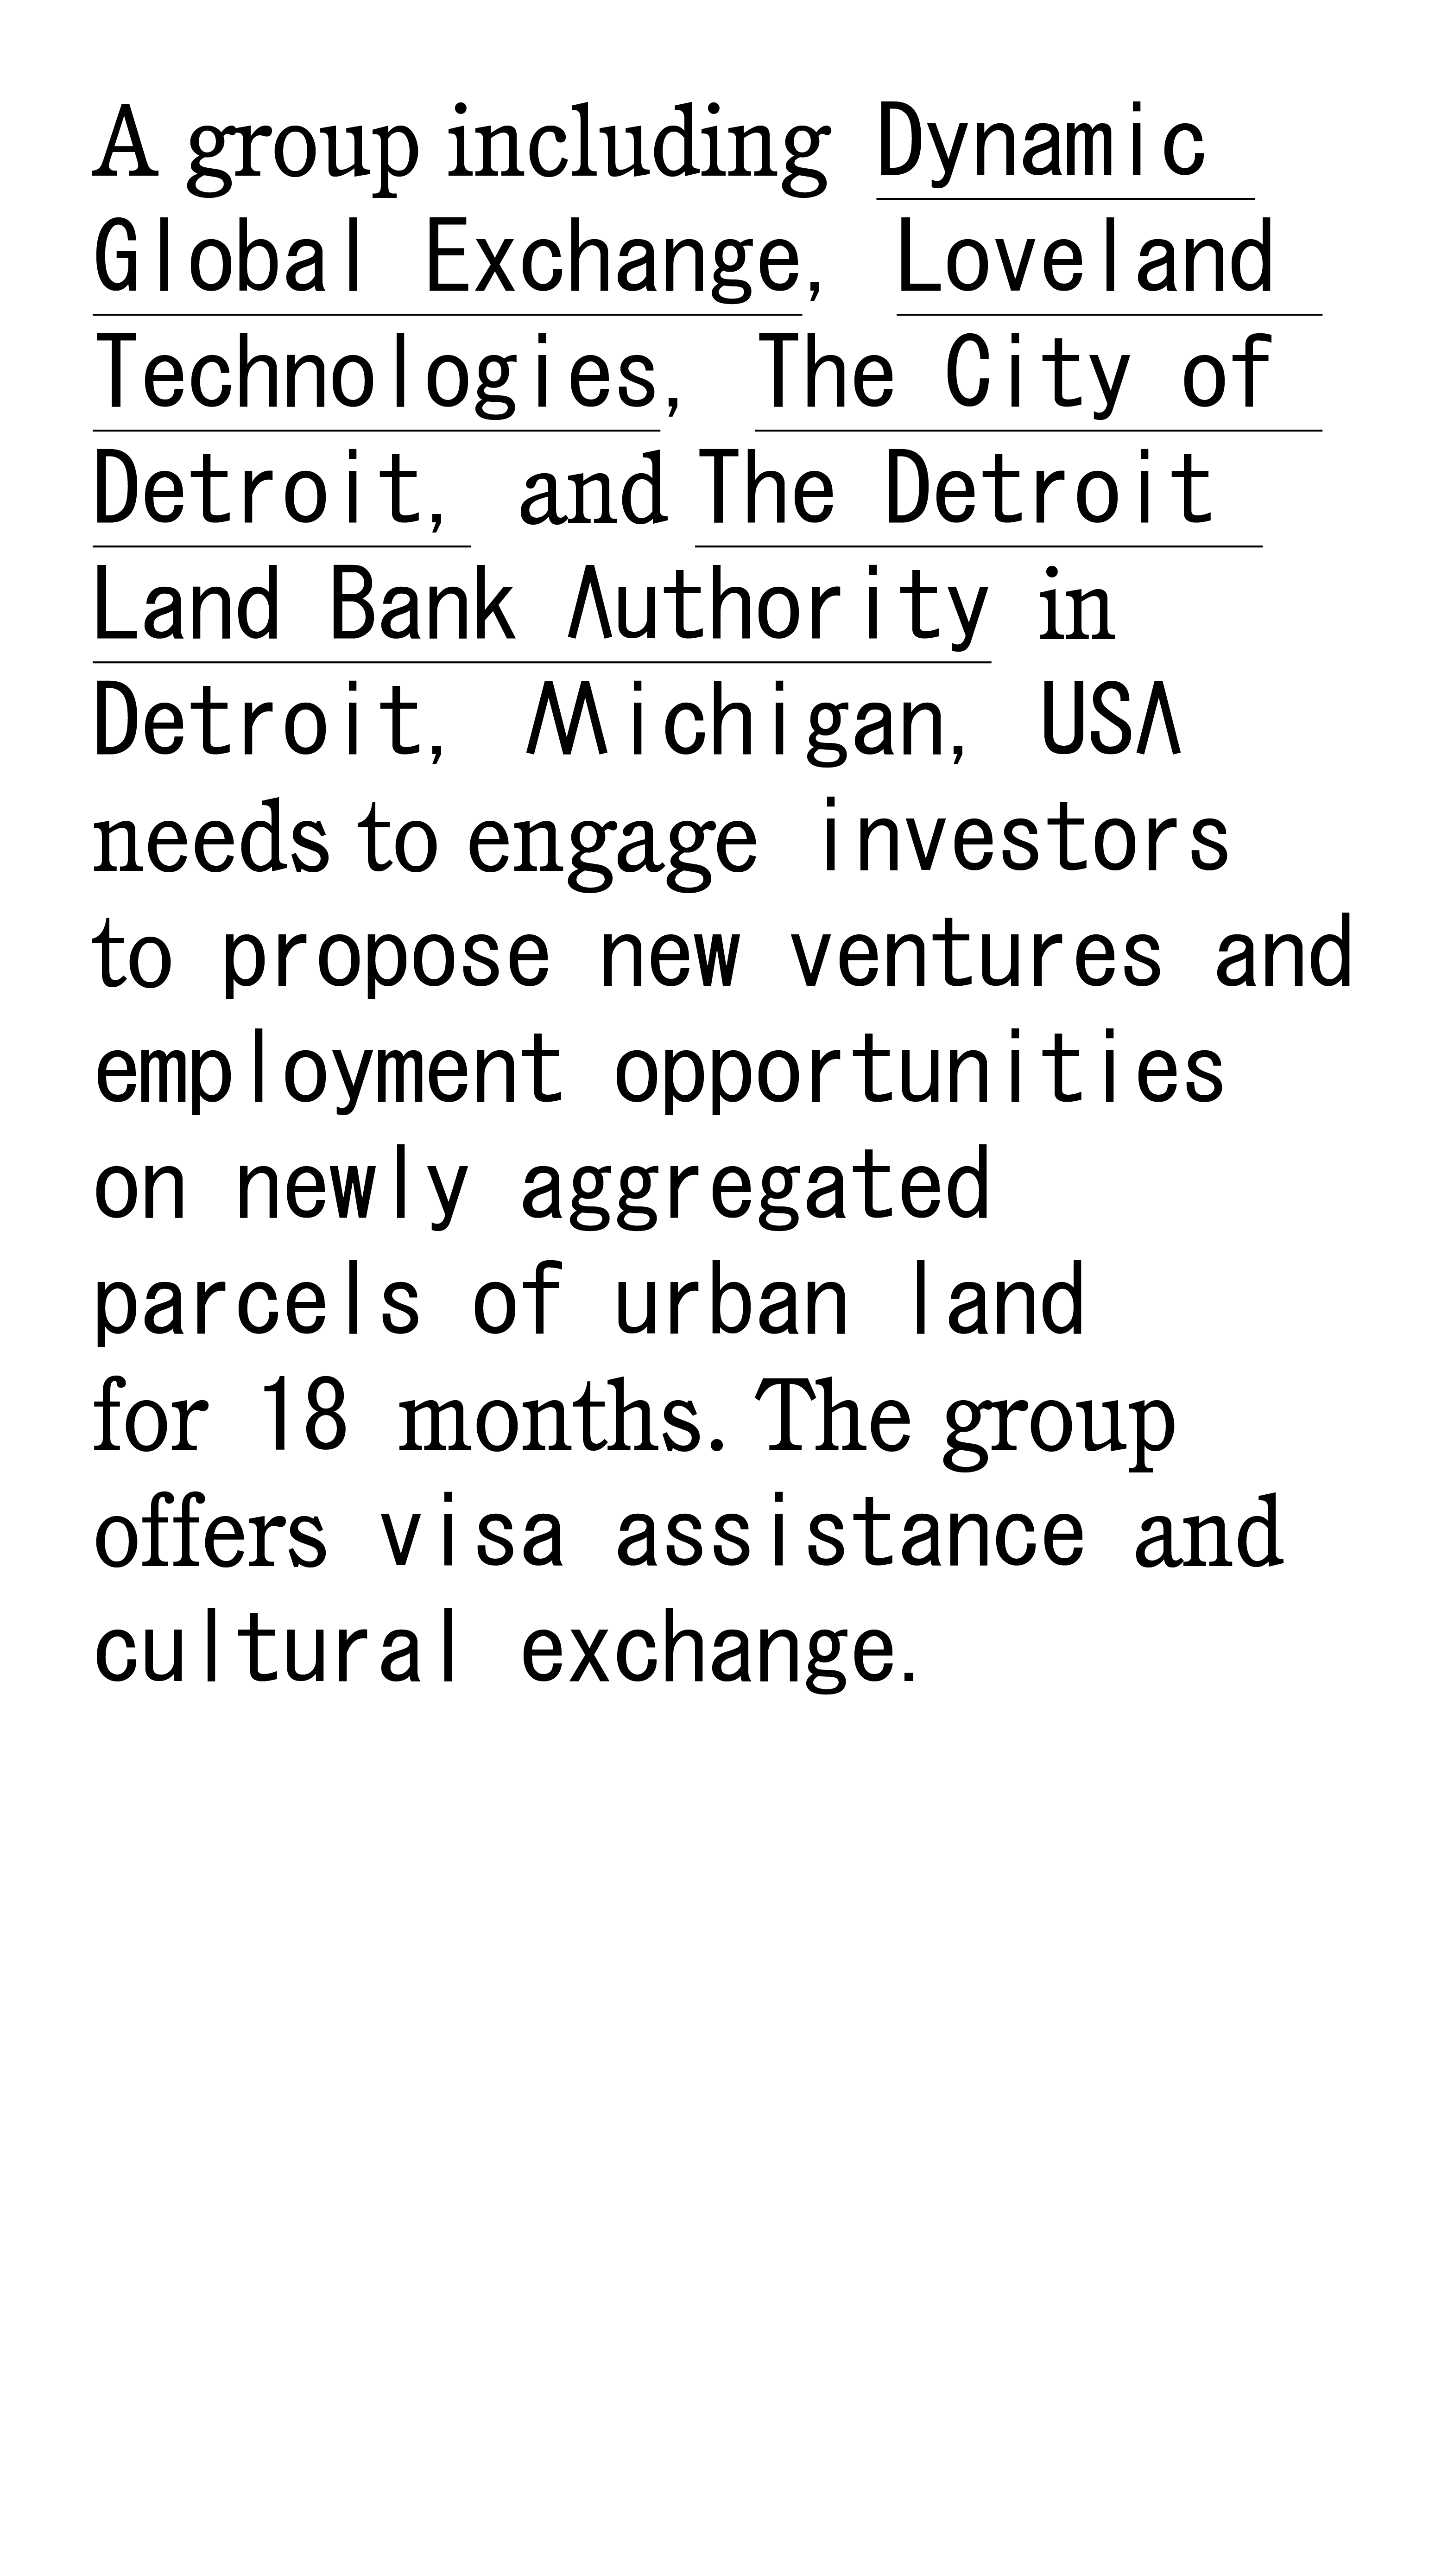 A group including Dynamic
Global Exchange, Loveland
Technologies, The City of
Detroit, and The Detroit
Land Bank Authority in
Detroit, Michigan, USA
needs to engage investors
to propose new ventures and
employment opportunities
on newly aggregated
parcels of urban land
for 18 months. The group
offers visa assistance and
cultural exchange.